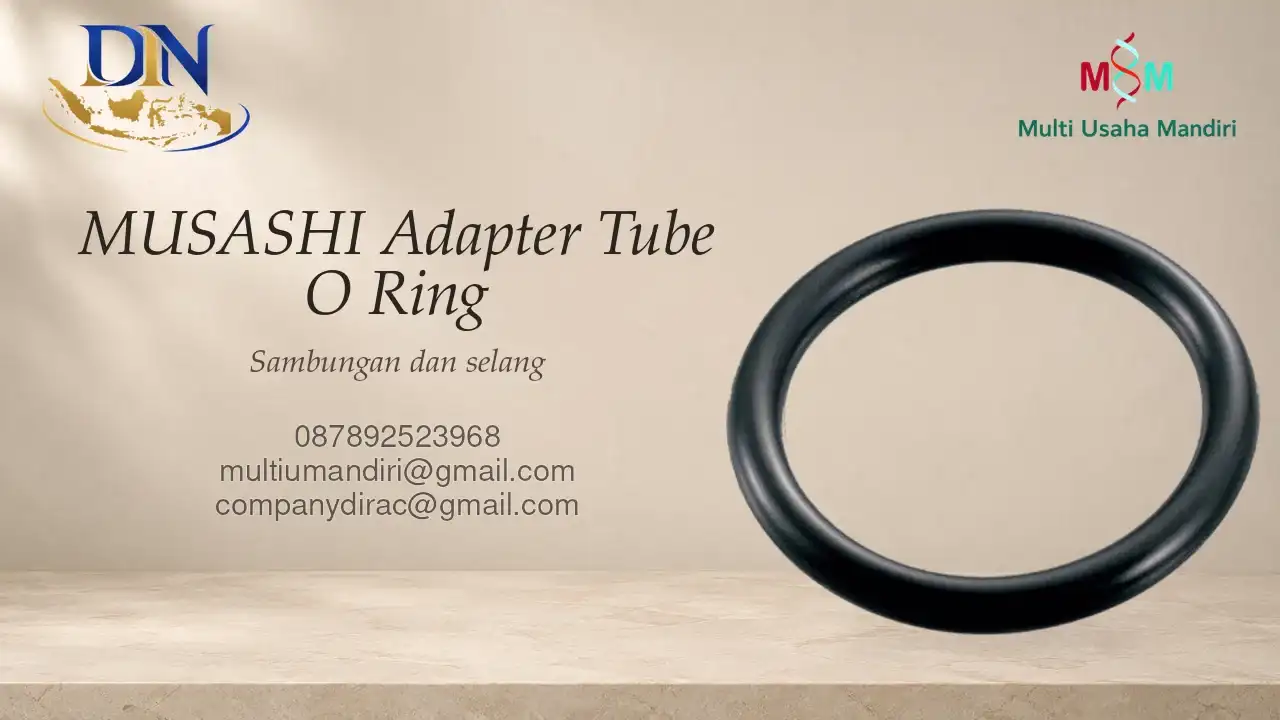 DN
MSM
Multi Usaha Mandiri
MUSASHI Adapter Tube
O Ring
Sambungan dan selang
087892523968
multiumandiri@gmail.com
companydirac@gmail.com